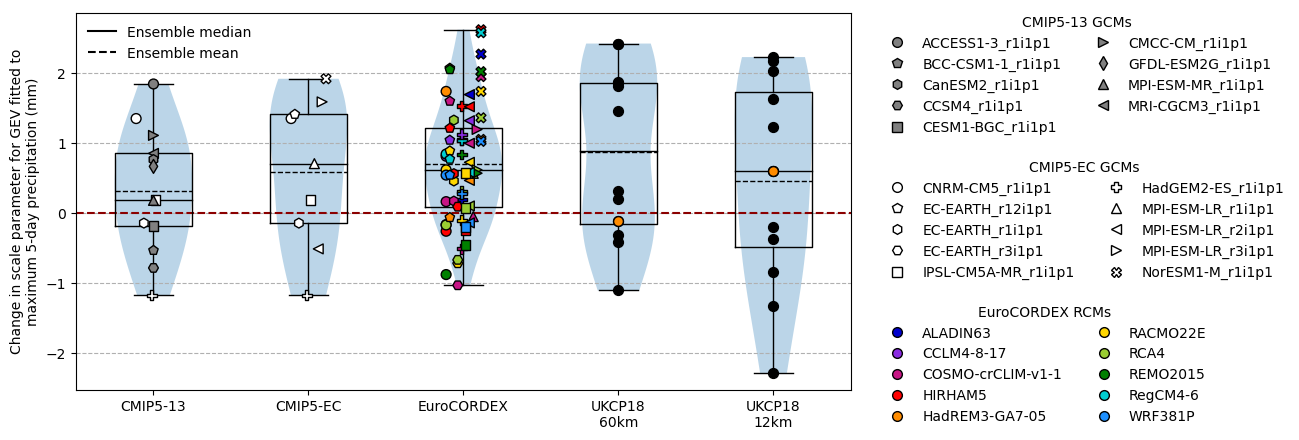 Change in scale parameter for GEV fitted to
maximum 5-day precipitation (mm)
2
1
0
−1
−2
Ensemble median
Ensemble mean
CMIP5-13
CMIP5-EC
EuroCORDEX
UKCP18
60km
UKCP18
12km
CMIP5-13 GCMs
ACCESS1-3_r1i1p1
BCC-CSM1-1_r1i1p1
CanESM2_r1i1p1
CCSM4_r1i1p1
CESM1-BGC_r1i1p1
CMCC-CM_r1i1p1
GFDL-ESM2G_r1i1p1
MPI-ESM-MR_r1i1p1
MRI-CGCM3_r1i1p1
CMIP5-EC GCMs
CNRM-CM5_r1i1p1
EC-EARTH_r12i1p1
EC-EARTH_r1i1p1
EC-EARTH_r3i1p1
IPSL-CM5A-MR_r1i1p1
HadGEM2-ES_r1i1p1
MPI-ESM-LR_r1i1p1
MPI-ESM-LR_r2i1p1
MPI-ESM-LR_r3i1p1
NorESM1-M_r1i1p1
EuroCORDEX RCMs
ALADIN63
CCLM4-8-17
COSMO-crCLIM-v1-1
HIRHAM5
HadREM3-GA7-05
RACMO22E
RCA4
REMO2015
RegCM4-6
WRF381P